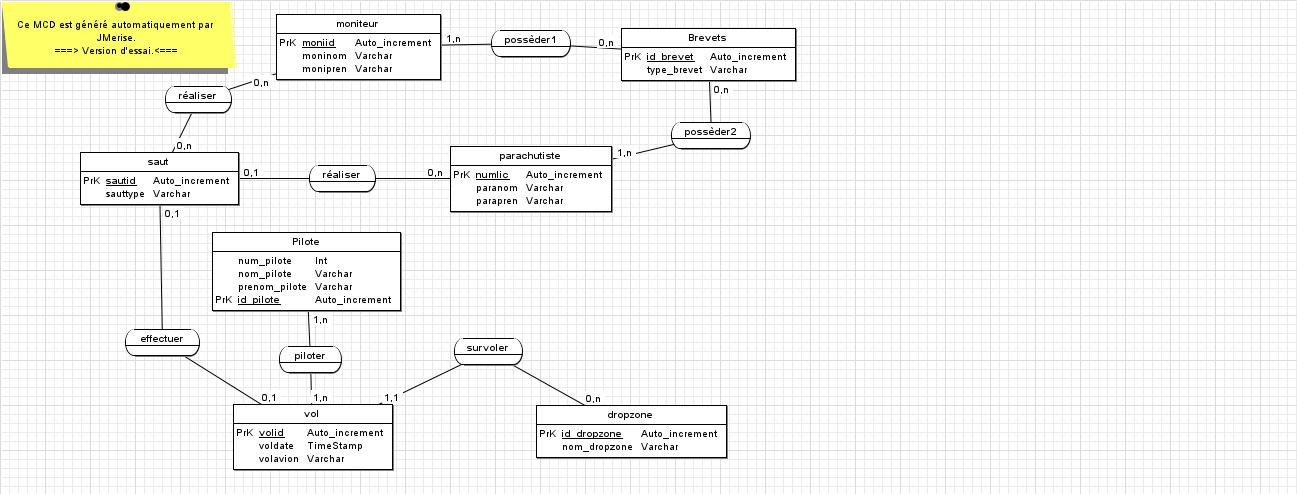 Ce MCD est généré automatiquement par
JMerise.
===> Version d'essai.<===
moniteur
PrK moniid Auto_increment
moninom Varchar
monipren Varchar
1,n
possèder1
0,n
Brevets
PrK id_brevet Auto_increment
type_brevet Varchar
0,n
réaliser
0,n
0,n
possèder2
1,n
saut
PrK sautid Auto_increment
sauttype Varchar
0,1
réaliser
0,n
parachutiste
PrK numlic Auto_increment
paranom Varchar
parapren Varchar
0,1
Pilote
num_pilote Int
nom_pilote Varchar
prenom_pilote Varchar
PrK id_pilote Auto_increment
1,n
effectuer
piloter
survoler
0,1
1,n
1,1
0,n
vol
PrK volid Auto_increment
voldate TimeStamp
volavion Varchar
dropzone
PrK id_dropzone Auto_increment
nom_dropzone Varchar